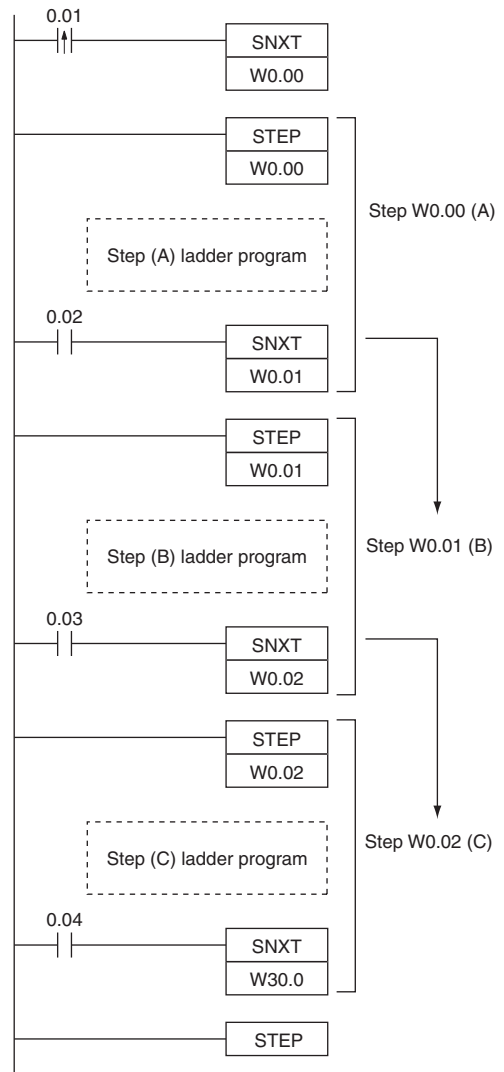 0.01
SNXT
W0.00
STEP
W0.00
Step W0.00 (A)
Step (A) ladder program
0.02
SNXT
W0.01
STEP
W0.01
Step W0.01 (B)
Step (B) ladder program
0.03
SNXT
W0.02
STEP
W0.02
Step W0.02 (C)
Step (C) ladder program
0.04
SNXT
W30.0
STEP